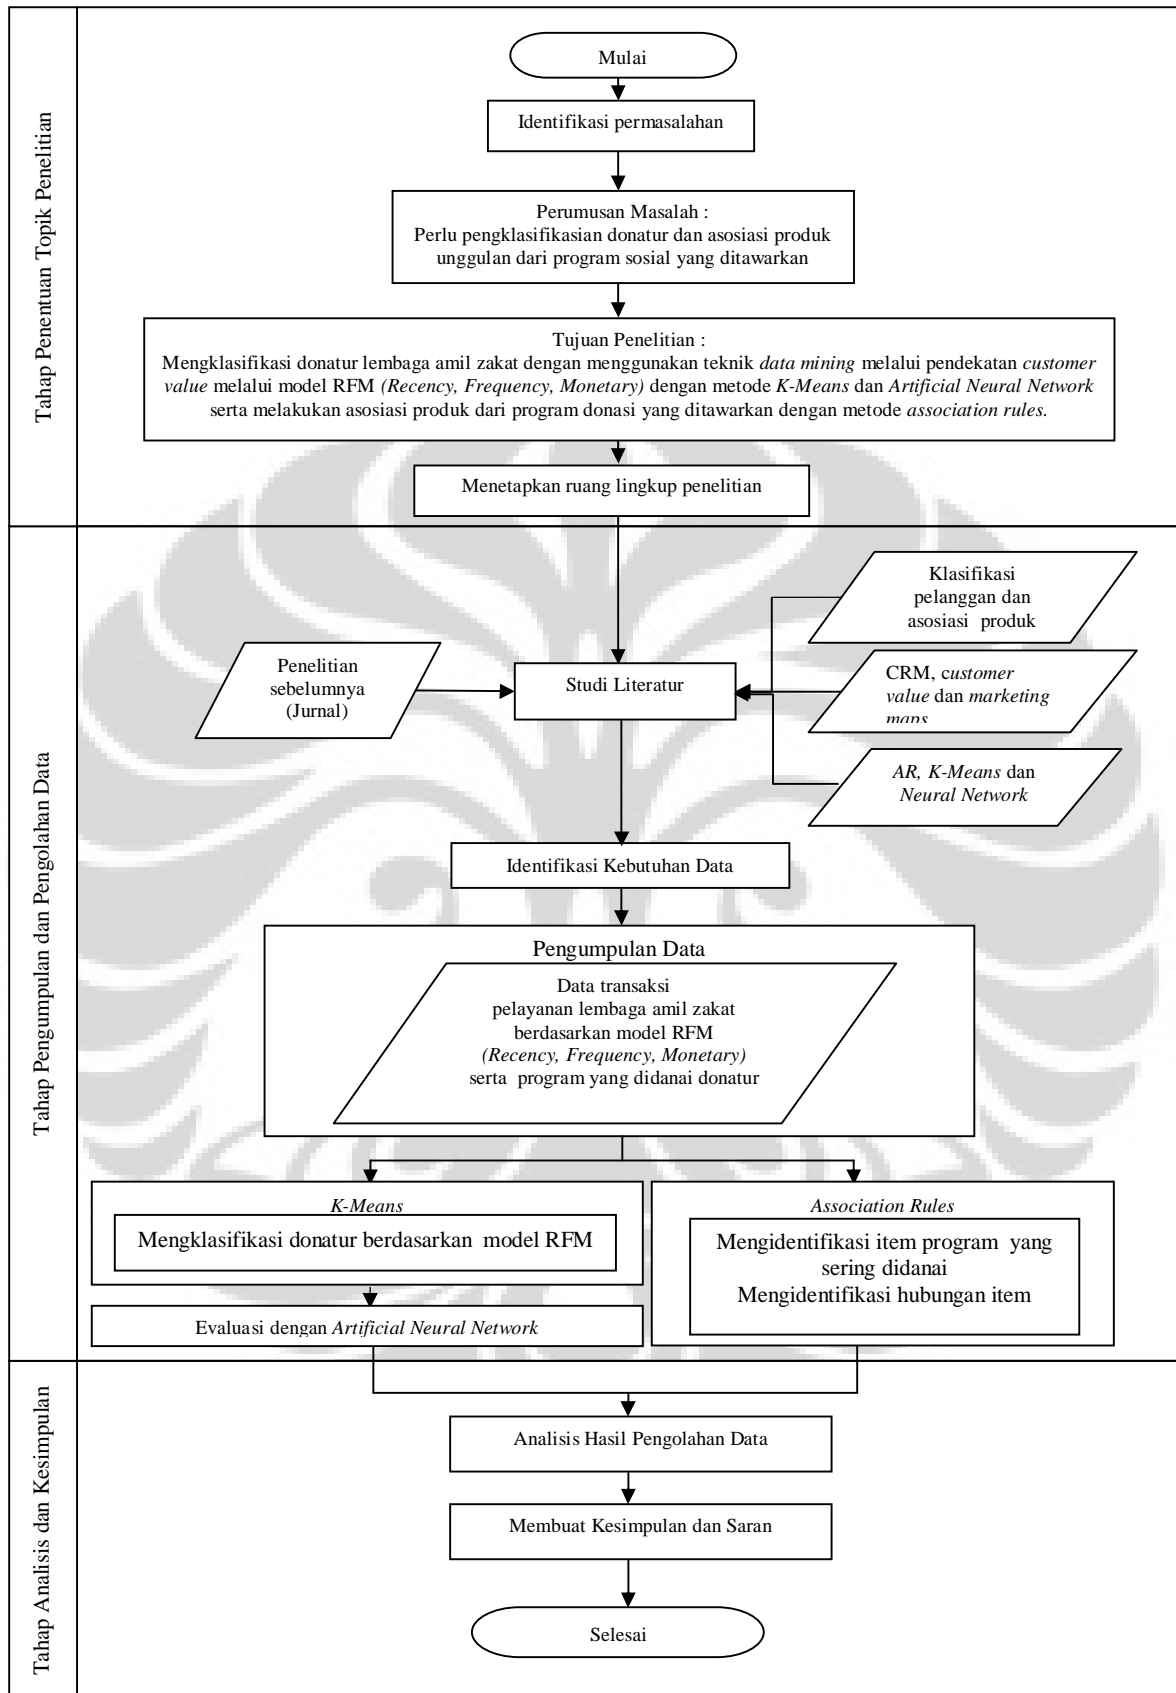 Tahap Penentuan Topik Penelitian
Mulai
Identifikasi permasalahan
Perumusan Masalah :
Perlu pengklasifikasian donatur dan asosiasi produk
unggulan dari program sosial yang ditawarkan
Tujuan Penelitian :
Mengklasifikasi donatur lembaga amil zakat dengan menggunakan teknik data mining melalui pendekatan customer
value melalui model RFM (Recency, Frequency, Monetary) dengan metode K-Means dan Artificial Neural Network
serta melakukan asosiasi produk dari program donasi yang ditawarkan dengan metode association rules.
Menetapkan ruang lingkup penelitian
Tahap Pengumpulan dan Pengolahan Data
Klasifikasi
pelanggan dan
asosiasi produk
Penelitian
sebelumnya
(Jurnal)
Studi Literatur
CRM, customer
value dan marketing
maps
AR, K-Means dan
Neural Network
Identifikasi Kebutuhan Data
Pengumpulan Data
Data transaksi
pelayanan lembaga amil zakat
berdasarkan model RFM
(Recency, Frequency, Monetary)
serta program yang didanai donatur
K-Means
Mengklasifikasi donatur berdasarkan model RFM
Evaluasi dengan Artificial Neural Network
Association Rules
Mengidentifikasi item program yang
sering didanai
Mengidentifikasi hubungan item
Tahap Analisis dan Kesimpulan
Analisis Hasil Pengolahan Data
Membuat Kesimpulan dan Saran
Selesai